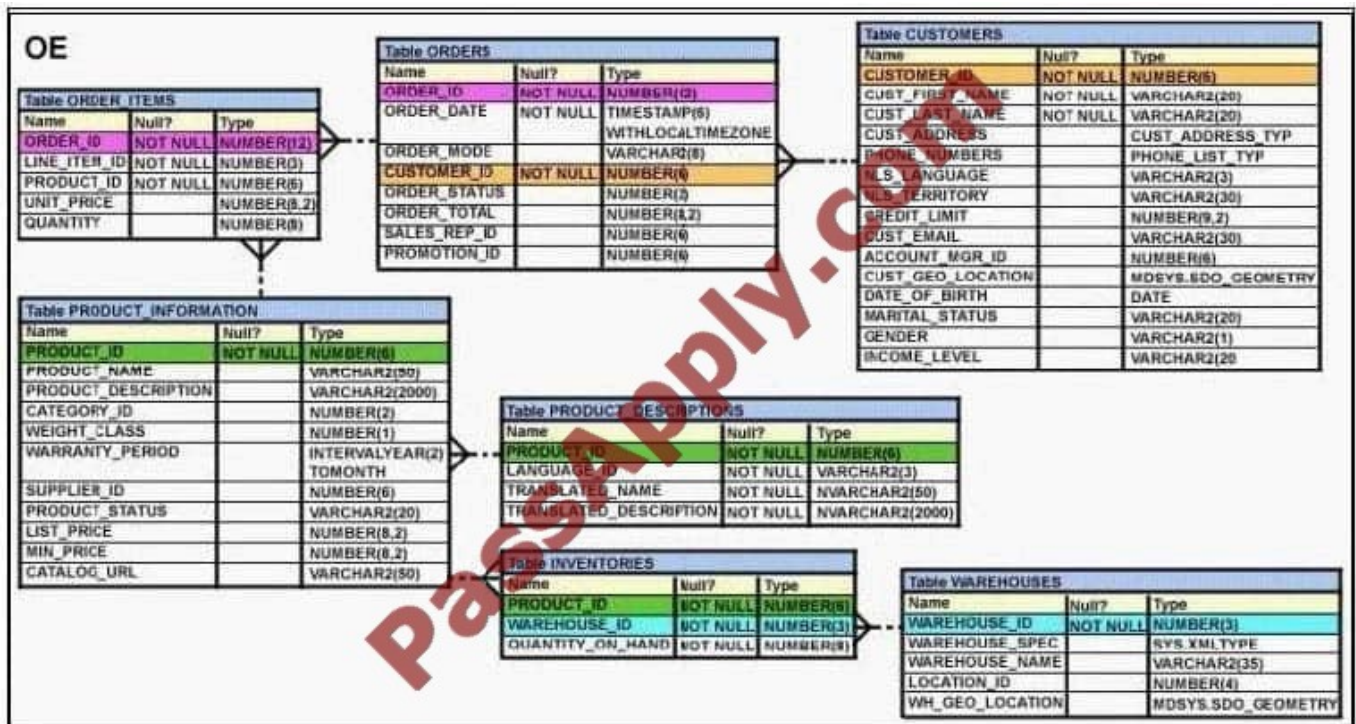 OE
Table ORDER_ITEMS
Name Null? Type
ORDER_ID NOT NULL NUMBER(12)
LINE_ITEM_ID NOT NULL NUMBER(3)
PRODUCT_ID NOT NULL NUMBER(6)
UNIT_PRICE NUMBER(8,2)
QUANTITY NUMBER(8)
Table ORDERS
Name Null? Type
ORDER_ID NOT NULL NUMBER(12)
ORDER_DATE NOT NULL TIMESTAMP(6)
WITHLOCALTIMEZONE
ORDER_MODE VARCHAR2(8)
CUSTOMER_ID NOT NULL NUMBER(6)
ORDER_STATUS NUMBER(2)
ORDER_TOTAL NUMBER(8,2)
SALES_REP_ID NUMBER(6)
PROMOTION_ID NUMBER(6)
Table CUSTOMERS
Name Null? Type
CUSTOMER_ID NOT NULL NUMBER(6)
CUST_FIRST_NAME NOT NULL VARCHAR2(20)
CUST_LAST_NAME NOT NULL VARCHAR2(20)
CUST_ADDRESS CUST_ADDRESS_TYP
PHONE_NUMBERS PHONE_LIST_TYP
NLS_LANGUAGE VARCHAR2(3)
NLS_TERRITORY VARCHAR2(30)
CREDIT_LIMIT NUMBER(9,2)
CUST_EMAIL VARCHAR2(30)
ACCOUNT_MGR_ID NUMBER(6)
CUST_GEO_LOCATION MDSYS.SDO_GEOMETRY
DATE_OF_BIRTH DATE
MARITAL_STATUS VARCHAR2(20)
GENDER VARCHAR2(1)
INCOME_LEVEL VARCHAR2(20
Table PRODUCT_INFORMATION
Name Null? Type
PRODUCT_ID NOT NULL NUMBER(6)
PRODUCT_NAME VARCHAR2(50)
PRODUCT_DESCRIPTION VARCHAR2(2000)
CATEGORY_ID NUMBER(2)
WEIGHT_CLASS NUMBER(1)
WARRANTY_PERIOD INTERVALYEAR(2)
TOMONTH
SUPPLIER_ID NUMBER(6)
PRODUCT_STATUS VARCHAR2(20)
LIST_PRICE NUMBER(8,2)
MIN_PRICE NUMBER(8,2)
CATALOG_URL VARCHAR2(50)
Table PRODUCT_DESCRIPTIONS
Name Null? Type
PRODUCT_ID NOT NULL NUMBER(6)
LANGUAGE_ID NOT NULL VARCHAR2(3)
TRANSLATED_NAME NOT NULL NVARCHAR2(50)
TRANSLATED_DESCRIPTION NOT NULL NVARCHAR2(2000)
Table INVENTORIES
Name Null? Type
PRODUCT_ID NOT NULL NUMBER(6)
WAREHOUSE_ID NOT NULL NUMBER(3)
QUANTITY_ON_HAND NOT NULL NUMBER(8)
Table WAREHOUSES
Name Null? Type
WAREHOUSE_ID NOT NULL NUMBER(3)
WAREHOUSE_SPEC SYS.XMLTYPE
WAREHOUSE_NAME VARCHAR2(35)
LOCATION_ID NUMBER(4)
WH_GEO_LOCATION MDSYS.SDO_GEOMETRY
PassApply.com